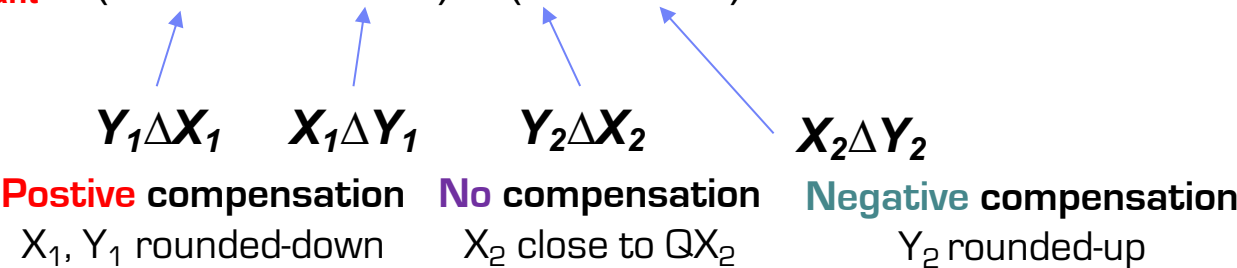 Y₁ΔX₁ X₁ΔY₁ Y₂ΔX₂ X₂ΔY₂
Postive compensation No compensation Negative compensation
X₁, Y₁ rounded-down X₂ close to QX₂ Y₂ rounded-up